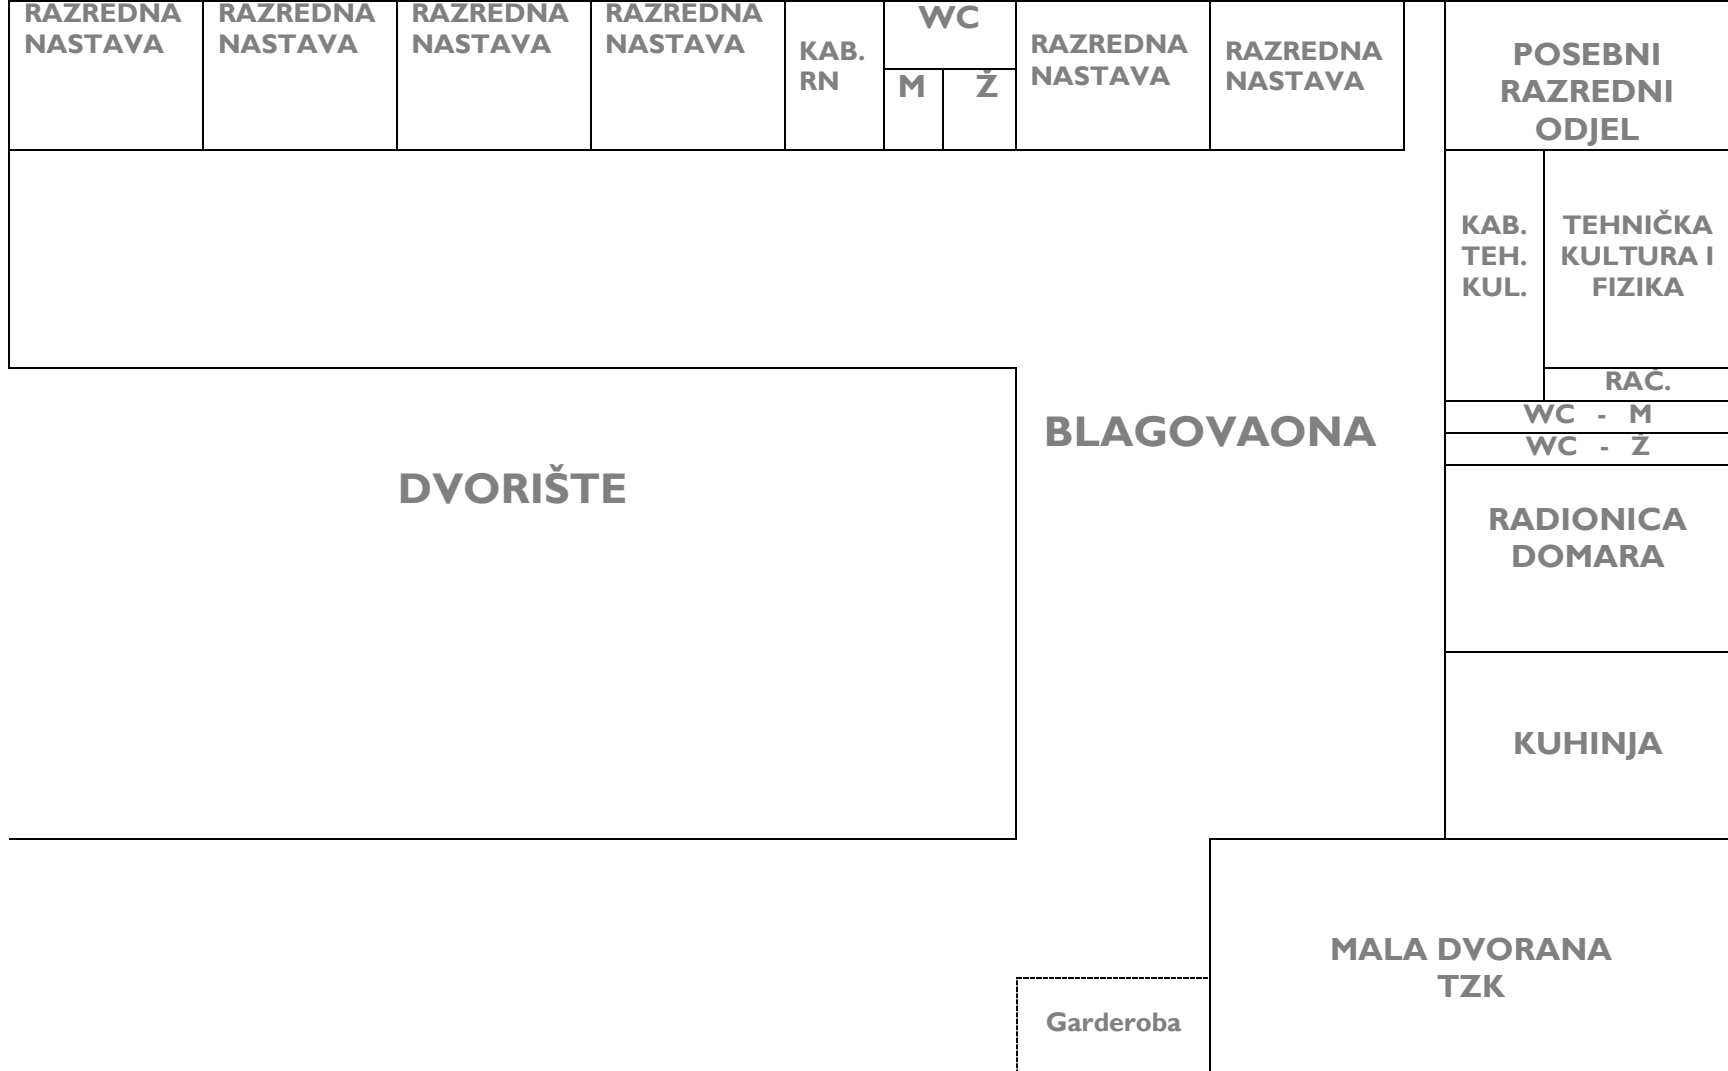 RAZREDNA
NASTAVA
RAZREDNA
NASTAVA
RAZREDNA
NASTAVA
RAZREDNA
NASTAVA
KAB.
RN
WC
M Ž
RAZREDNA
NASTAVA
RAZREDNA
NASTAVA
POSEBNI
RAZREDNI
ODJEL
KAB.
TEH.
KUL.
TEHNIČKA
KULTURA I
FIZIKA
RAČ.
WC - M
WC - Ž
BLAGOVAONA
DVORIŠTE
RADIONICA
DOMARA
KUHINJA
MALA DVORANA
TZK
Garderoba